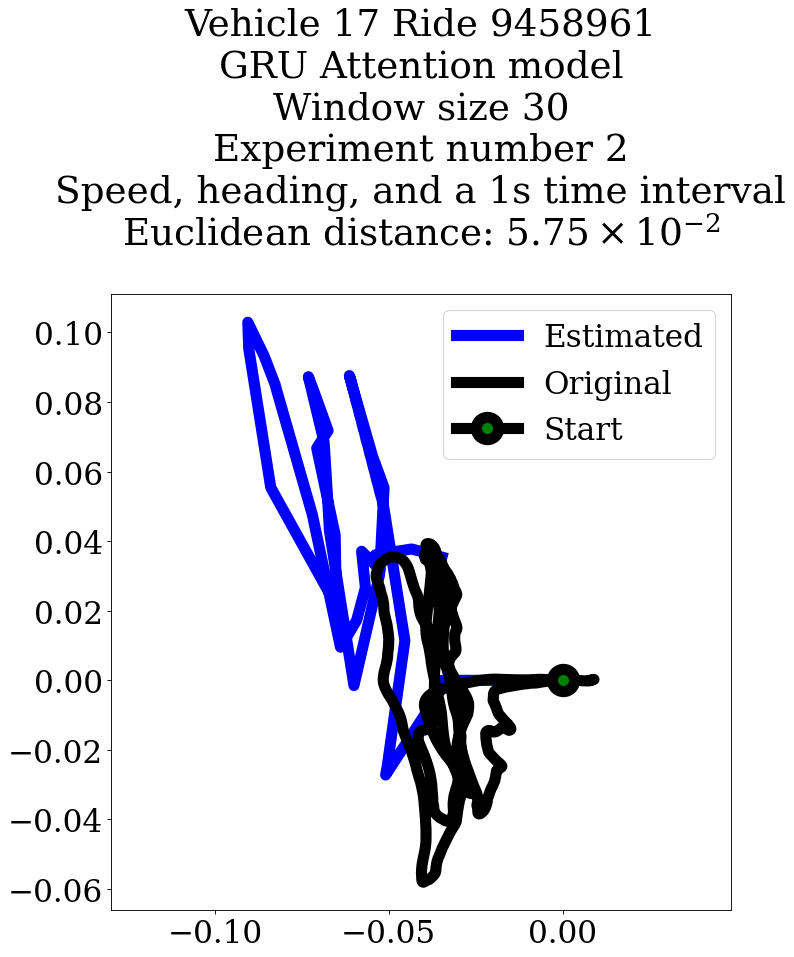 Vehicle 17 Ride 9458961
GRU Attention model
Window size 30
Experiment number 2
Speed, heading, and a 1s time interval
Euclidean distance: 5.75 × 10⁻²
Estimated
Original
Start
0.10
0.08
0.06
0.04
0.02
0.00
−0.02
−0.04
−0.06
−0.10
−0.05
0.00